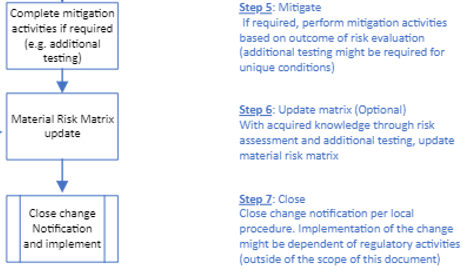 Complete mitigation
activities if required
(e.g. additional
testing)
Step 5: Mitigate
If required, perform mitigation activities
based on outcome of risk evaluation
(additional testing might be required for
unique conditions)
Material Risk Matrix
update
Step 6: Update matrix (Optional)
With acquired knowledge through risk
assessment and additional testing, update
material risk matrix
Close change
Notification
and implement
Step 7: Close
Close change notification per local
procedure. Implementation of the change
might be dependent of regulatory activities
(outside of the scope of this document)